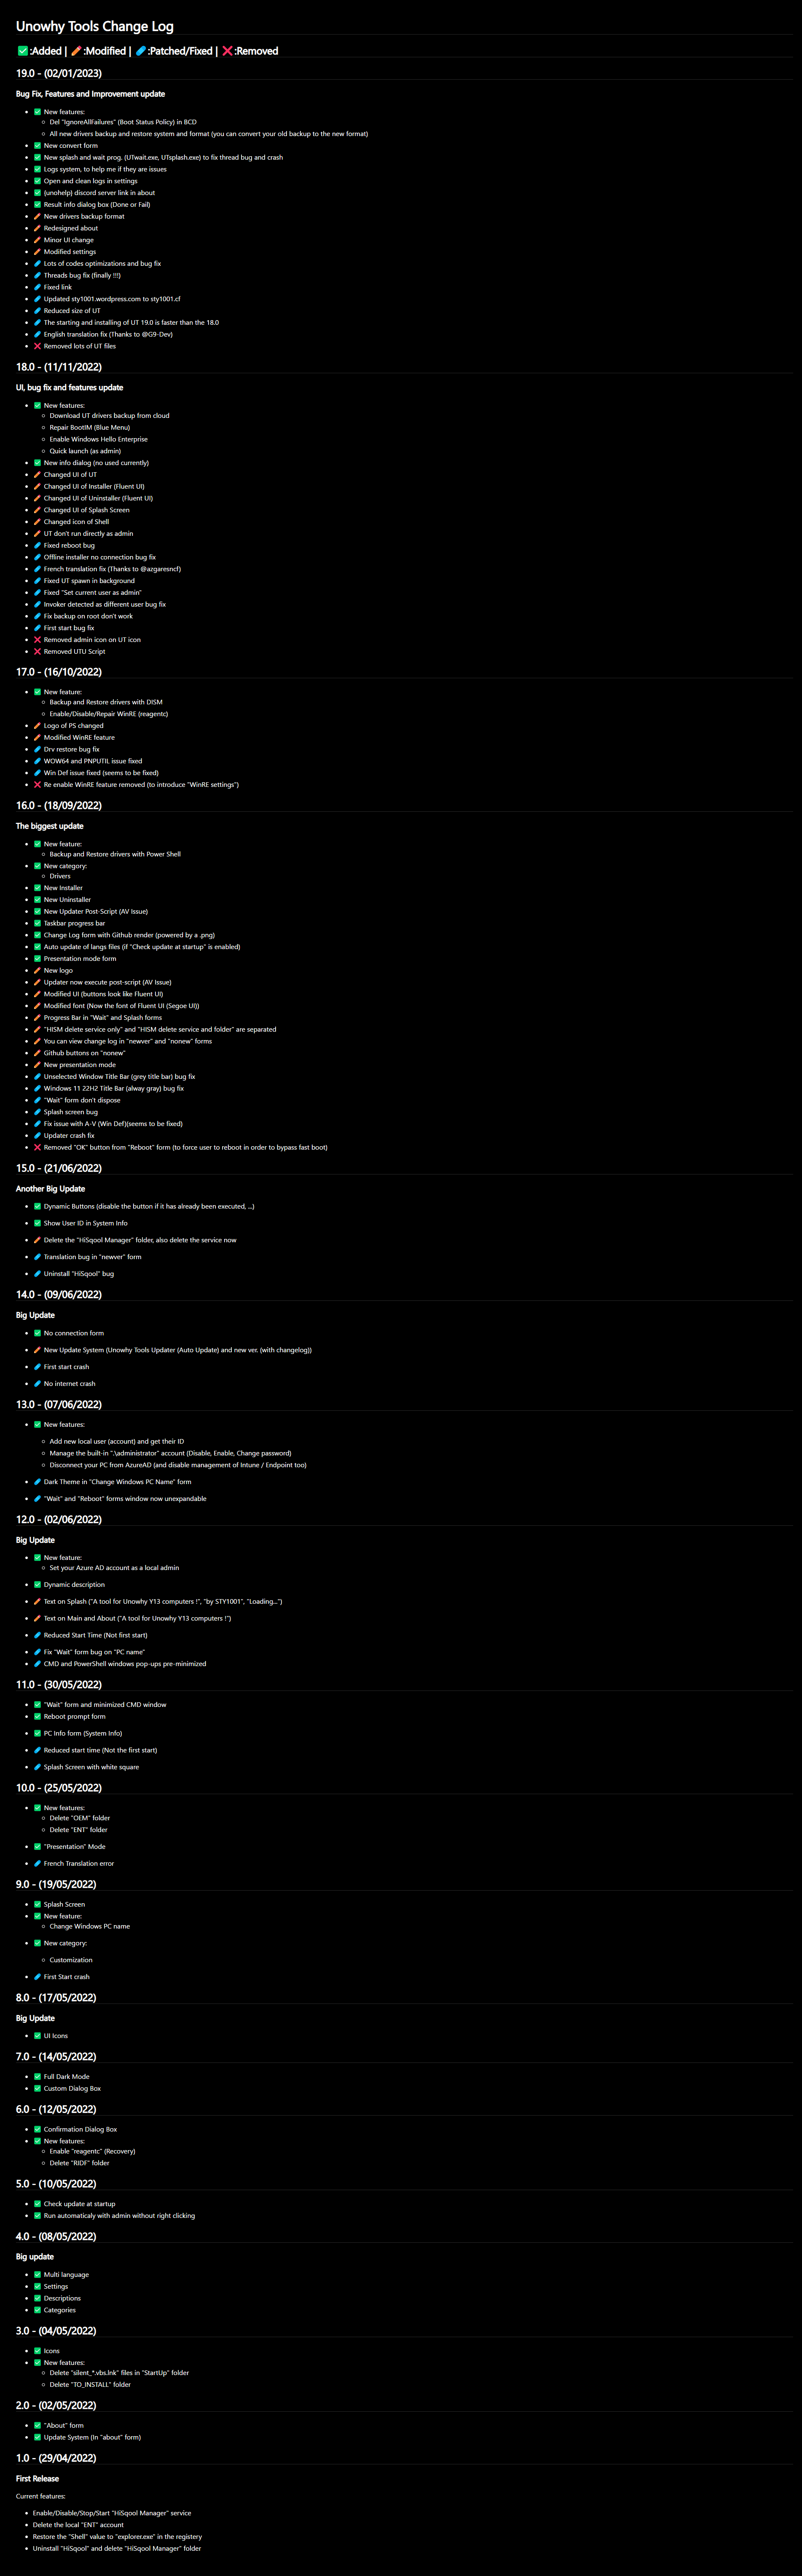 Unowhy Tools Change Log
✅:Added | 🖍:Modified | 🩹:Patched/Fixed | ❌:Removed
19.0 - (02/01/2023)
Bug Fix, Features and Improvement update
• ✅ New features:
◦ Del "IgnoreAllFailures" (Boot Status Policy) in BCD
◦ All new drivers backup and restore system and format (you can convert your old backup to the new format)
• ✅ New convert form
• ✅ New splash and wait prog. (UTwait.exe, UTsplash.exe) to fix thread bug and crash
• ✅ Logs system, to help me if they are issues
• ✅ Open and clean logs in settings
• ✅ (unohelp) discord server link in about
• ✅ Result info dialog box (Done or Fail)
• 🖍 New drivers backup format
• 🖍 Redesigned about
• 🖍 Minor UI change
• 🖍 Modified settings
• 🩹 Lots of codes optimizations and bug fix
• 🩹 Threads bug fix (finally !!!)
• 🩹 Fixed link
• 🩹 Updated sty1001.wordpress.com to sty1001.cf
• 🩹 Reduced size of UT
• 🩹 The starting and installing of UT 19.0 is faster than the 18.0
• 🩹 English translation fix (Thanks to @G9-Dev)
• ❌ Removed lots of UT files
18.0 - (11/11/2022)
UI, bug fix and features update
• ✅ New features:
◦ Download UT drivers backup from cloud
◦ Repair BootIM (Blue Menu)
◦ Enable Windows Hello Enterprise
◦ Quick launch (as admin)
• ✅ New info dialog (no used currently)
• 🖍 Changed UI of UT
• 🖍 Changed UI of Installer (Fluent UI)
• 🖍 Changed UI of Uninstaller (Fluent UI)
• 🖍 Changed UI of Splash Screen
• 🖍 Changed icon of Shell
• 🖍 UT don't run directly as admin
• 🩹 Fixed reboot bug
• 🩹 Offline installer no connection bug fix
• 🩹 French translation fix (Thanks to @azgaresncf)
• 🩹 Fixed UT spawn in background
• 🩹 Fixed "Set current user as admin"
• 🩹 Invoker detected as different user bug fix
• 🩹 Fix backup on root don't work
• 🩹 First start bug fix
• ❌ Removed admin icon on UT icon
• ❌ Removed UTU Script
17.0 - (16/10/2022)
• ✅ New feature:
◦ Backup and Restore drivers with DISM
◦ Enable/Disable/Repair WinRE (reagentc)
• 🖍 Logo of PS changed
• 🖍 Modified WinRE feature
• 🩹 Drv restore bug fix
• 🩹 WOW64 and PNPUTIL issue fixed
• 🩹 Win Def issue fixed (seems to be fixed)
• ❌ Re enable WinRE feature removed (to introduce "WinRE settings")
16.0 - (18/09/2022)
The biggest update
• ✅ New feature:
◦ Backup and Restore drivers with Power Shell
• ✅ New category:
◦ Drivers
• ✅ New Installer
• ✅ New Uninstaller
• ✅ New Updater Post-Script (AV Issue)
• ✅ Taskbar progress bar
• ✅ Change Log form with Github render (powered by a .png)
• ✅ Auto update of langs files (if "Check update at startup" is enabled)
• ✅ Presentation mode form
• 🖍 New logo
• 🖍 Updater now execute post-script (AV Issue)
• 🖍 Modified UI (buttons look like Fluent UI)
• 🖍 Modified font (Now the font of Fluent UI (Segoe UI))
• 🖍 Progress Bar in "Wait" and Splash forms
• 🖍 "HISM delete service only" and "HISM delete service and folder" are separated
• 🖍 You can view change log in "newver" and "nonew" forms
• 🖍 Github buttons on "nonew"
• 🖍 New presentation mode
• 🩹 Unselected Window Title Bar (grey title bar) bug fix
• 🩹 Windows 11 22H2 Title Bar (alway gray) bug fix
• 🩹 "Wait" form don't dispose
• 🩹 Splash screen bug
• 🩹 Fix issue with A-V (Win Def)(seems to be fixed)
• 🩹 Updater crash fix
• ❌ Removed "OK" button from "Reboot" form (to force user to reboot in order to bypass fast boot)
15.0 - (21/06/2022)
Another Big Update
• ✅ Dynamic Buttons (disable the button if it has already been executed, ...)
• ✅ Show User ID in System Info
• 🖍 Delete the "HiSqool Manager" folder, also delete the service now
• 🩹 Translation bug in "newver" form
• 🩹 Uninstall "HiSqool" bug
14.0 - (09/06/2022)
Big Update
• ✅ No connection form
• 🖍 New Update System (Unowhy Tools Updater (Auto Update) and new ver. (with changelog))
• 🩹 First start crash
• 🩹 No internet crash
13.0 - (07/06/2022)
• ✅ New features:
◦ Add new local user (account) and get their ID
◦ Manage the built-in ".\administrator" account (Disable, Enable, Change password)
◦ Disconnect your PC from AzureAD (and disable management of Intune / Endpoint too)
• 🩹 Dark Theme in "Change Windows PC Name" form
• 🩹 "Wait" and "Reboot" forms window now unexpandable
12.0 - (02/06/2022)
Big Update
• ✅ New feature:
◦ Set your Azure AD account as a local admin
• ✅ Dynamic description
• 🖍 Text on Splash ("A tool for Unowhy Y13 computers !", "by STY1001", "Loading...")
• 🖍 Text on Main and About ("A tool for Unowhy Y13 computers !")
• 🩹 Reduced Start Time (Not first start)
• 🩹 Fix "Wait" form bug on "PC name"
• 🩹 CMD and PowerShell windows pop-ups pre-minimized
11.0 - (30/05/2022)
• ✅ "Wait" form and minimized CMD window
• ✅ Reboot prompt form
• ✅ PC Info form (System Info)
• 🩹 Reduced start time (Not the first start)
• 🩹 Splash Screen with white square
10.0 - (25/05/2022)
• ✅ New features:
◦ Delete "OEM" folder
◦ Delete "ENT" folder
• ✅ "Presentation" Mode
• 🩹 French Translation error
9.0 - (19/05/2022)
• ✅ Splash Screen
• ✅ New feature:
◦ Change Windows PC name
• ✅ New category:
◦ Customization
• 🩹 First Start crash
8.0 - (17/05/2022)
Big Update
• ✅ UI Icons
7.0 - (14/05/2022)
• ✅ Full Dark Mode
• ✅ Custom Dialog Box
6.0 - (12/05/2022)
• ✅ Confirmation Dialog Box
• ✅ New features:
◦ Enable "reagentc" (Recovery)
◦ Delete "RIDF" folder
5.0 - (10/05/2022)
• ✅ Check update at startup
• ✅ Run automaticaly with admin without right clicking
4.0 - (08/05/2022)
Big update
• ✅ Multi language
• ✅ Settings
• ✅ Descriptions
• ✅ Categories
3.0 - (04/05/2022)
• ✅ Icons
• ✅ New features:
◦ Delete "silent_*.vbs.lnk" files in "StartUp" folder
◦ Delete "TO_INSTALL" folder
2.0 - (02/05/2022)
• ✅ "About" form
• ✅ Update System (In "about" form)
1.0 - (29/04/2022)
First Release
Current features:
• Enable/Disable/Stop/Start "HiSqool Manager" service
• Delete the local "ENT" account
• Restore the "Shell" value to "explorer.exe" in the registery
• Uninstall "HiSqool" and delete "HiSqool Manager" folder